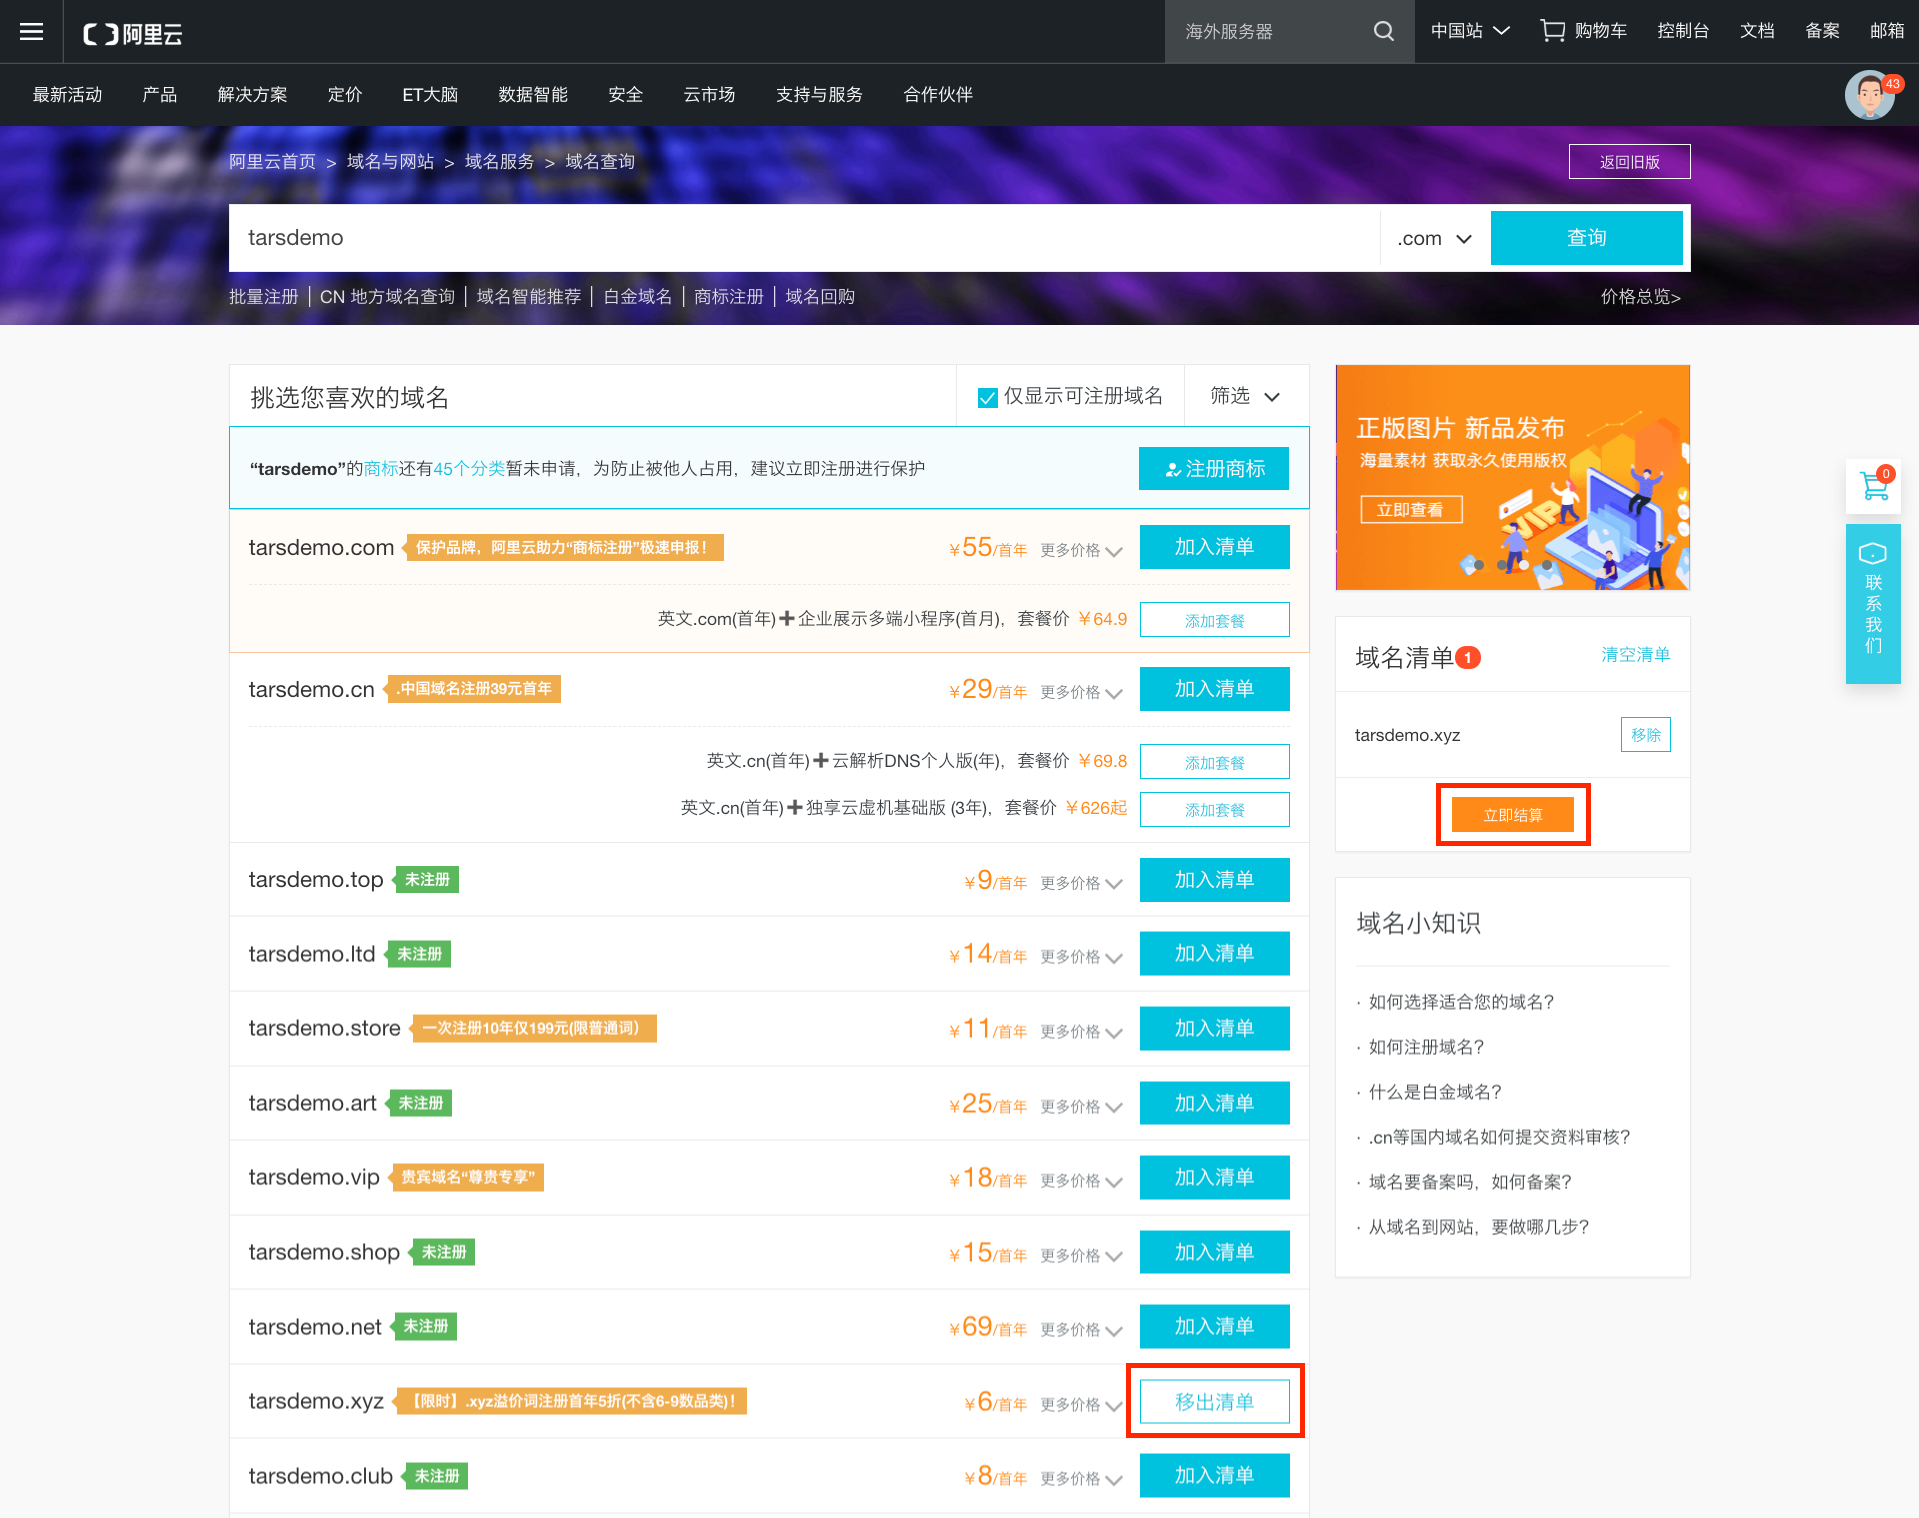 阿里云
海外服务器
中国站
购物车
控制台
文档
备案
邮箱
最新活动
产品
解决方案
定价
ET大脑
数据智能
安全
云市场
支持与服务
合作伙伴
43
阿里云首页 > 域名与网站 > 域名服务 > 域名查询
返回旧版
tarsdemo
.com
查询
批量注册 | CN 地方域名查询 | 域名智能推荐 | 白金域名 | 商标注册 | 域名回购
价格总览>
挑选您喜欢的域名
仅显示可注册域名
筛选
“tarsdemo”的商标还有45个分类暂未申请，为防止被他人占用，建议立即注册进行保护
注册商标
tarsdemo.com
保护品牌，阿里云助力“商标注册”极速申报！
¥55/首年
更多价格
加入清单
英文.com(首年)+企业展示多端小程序(首月)，套餐价 ¥64.9
添加套餐
tarsdemo.cn
.中国域名注册39元首年
¥29/首年
更多价格
加入清单
英文.cn(首年)+云解析DNS个人版(年)，套餐价 ¥69.8
添加套餐
英文.cn(首年)+独享云虚机基础版 (3年)，套餐价 ¥626起
添加套餐
tarsdemo.top
未注册
¥9/首年
更多价格
加入清单
tarsdemo.ltd
未注册
¥14/首年
更多价格
加入清单
tarsdemo.store
一次注册10年仅199元(限普通词）
¥11/首年
更多价格
加入清单
tarsdemo.art
未注册
¥25/首年
更多价格
加入清单
tarsdemo.vip
贵宾域名“尊贵专享”
¥18/首年
更多价格
加入清单
tarsdemo.shop
未注册
¥15/首年
更多价格
加入清单
tarsdemo.net
未注册
¥69/首年
更多价格
加入清单
tarsdemo.xyz
【限时】.xyz溢价词注册首年5折(不含6-9数品类)！
¥6/首年
更多价格
移出清单
tarsdemo.club
未注册
¥8/首年
更多价格
加入清单
正版图片 新品发布
海量素材 获取永久使用版权
立即查看
VIP
域名清单 1
清空清单
tarsdemo.xyz
移除
立即结算
域名小知识
· 如何选择适合您的域名？
· 如何注册域名？
· 什么是白金域名？
· .cn等国内域名如何提交资料审核？
· 域名要备案吗，如何备案？
· 从域名到网站，要做哪几步？
0
联
系
我
们